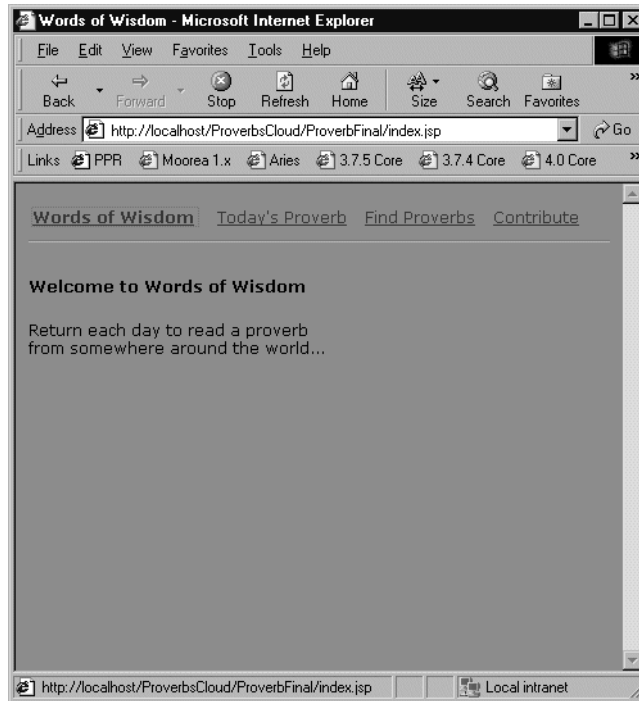 Words of Wisdom - Microsoft Internet Explorer
File Edit View Favorites Tools Help
Back Forward Stop Refresh Home Size Search Favorites »
Address http://localhost/ProverbsCloud/ProverbFinal/index.jsp Go
Links PPR Moorea 1.x Aries 3.7.5 Core 3.7.4 Core 4.0 Core »
Words of Wisdom Today's Proverb Find Proverbs Contribute
Welcome to Words of Wisdom
Return each day to read a proverb
from somewhere around the world...
http://localhost/ProverbsCloud/ProverbFinal/index.jsp Local intranet